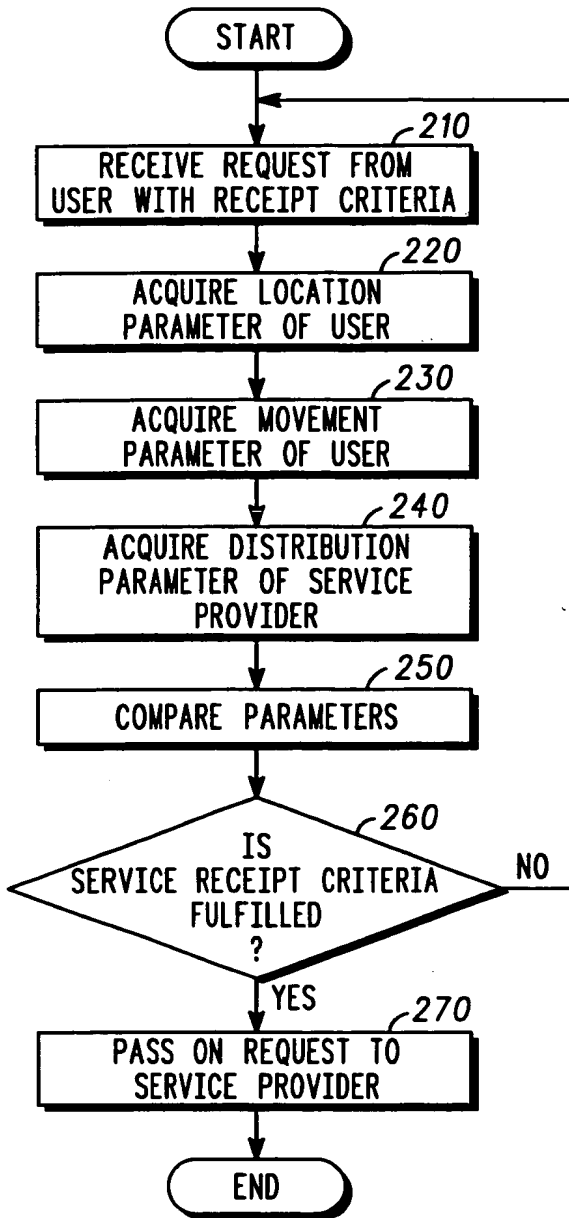 START
210
RECEIVE REQUEST FROM
USER WITH RECEIPT CRITERIA
220
ACQUIRE LOCATION
PARAMETER OF USER
230
ACQUIRE MOVEMENT
PARAMETER OF USER
240
ACQUIRE DISTRIBUTION
PARAMETER OF SERVICE
PROVIDER
250
COMPARE PARAMETERS
260
IS
SERVICE RECEIPT CRITERIA
FULFILLED
?
NO
YES
270
PASS ON REQUEST TO
SERVICE PROVIDER
END